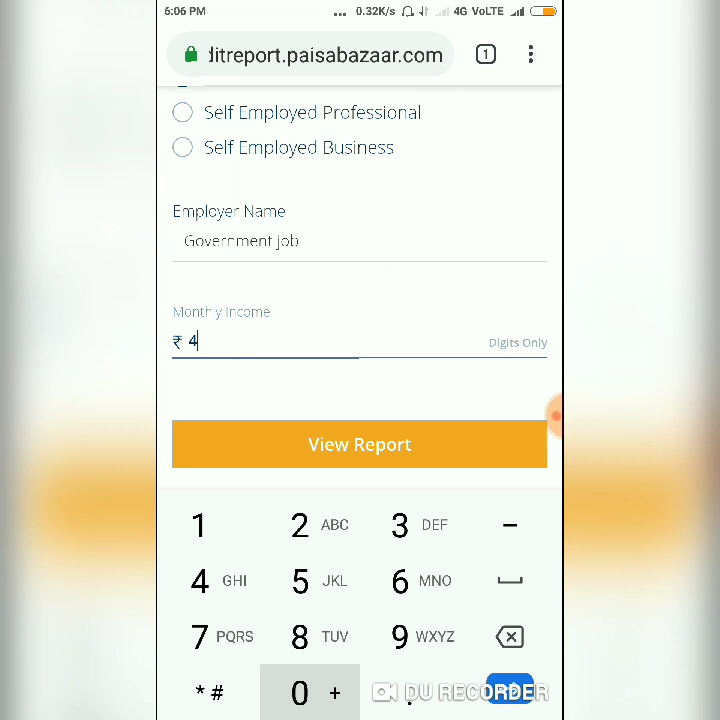 6:06 PM ... 0.32K/s 4G VoLTE
ditreport.paisabazaar.com 1
Self Employed Professional
Self Employed Business
Employer Name
Government job
Monthly Income
₹ 4 Digits Only
View Report
1 2 ABC 3 DEF –
4 GHI 5 JKL 6 MNO
7 PQRS 8 TUV 9 WXYZ
* # 0 + .
DU RECORDER